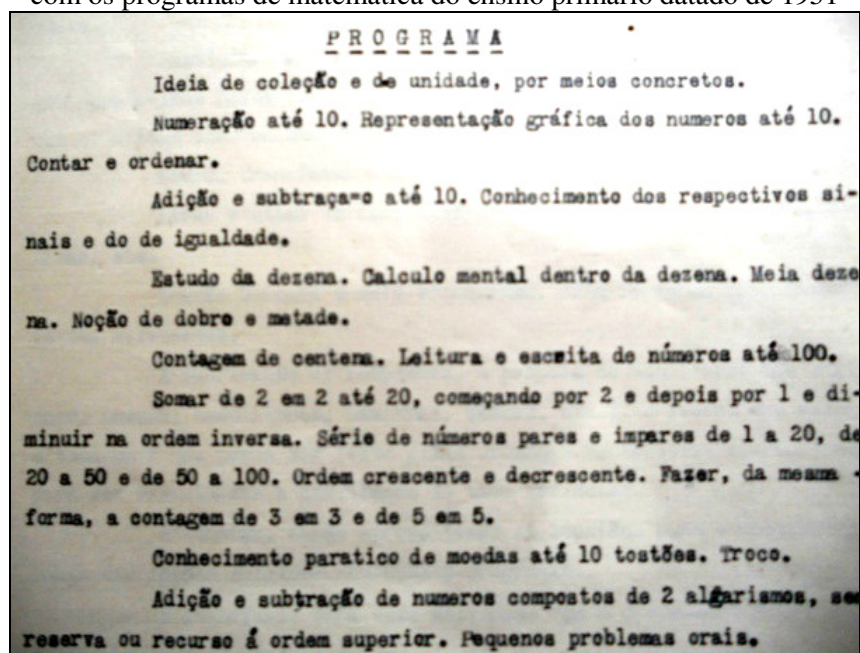 com os programas de matemática do ensino primário datado de 1931
PROGRAMA
Ideia de coleção e de unidade, por meios concretos.
Numeração até 10. Representação gráfica dos numeros até 10.
Contar e ordenar.
Adição e subtraça-o até 10. Conhecimento dos respectivos si-
nais e do de igualdade.
Estudo da dezena. Calculo mental dentro da dezena. Meia deze
na. Noção de dobro e metade.
Contagem de centena. Leitura e escrita de números até 100.
Somar de 2 em 2 até 20, começando por 2 e depois por 1 e di-
minuir na ordem inversa. Série de números pares e impares de 1 a 20, de
20 a 50 e de 50 a 100. Ordem crescente e decrescente. Fazer, da mesma -
forma, a contagem de 3 em 3 e de 5 em 5.
Conhecimento paratico de moedas até 10 tostões. Troco.
Adição e subtração de numeros compostos de 2 algarismos, sem
reserva ou recurso á ordem superior. Pequenos problemas orais.